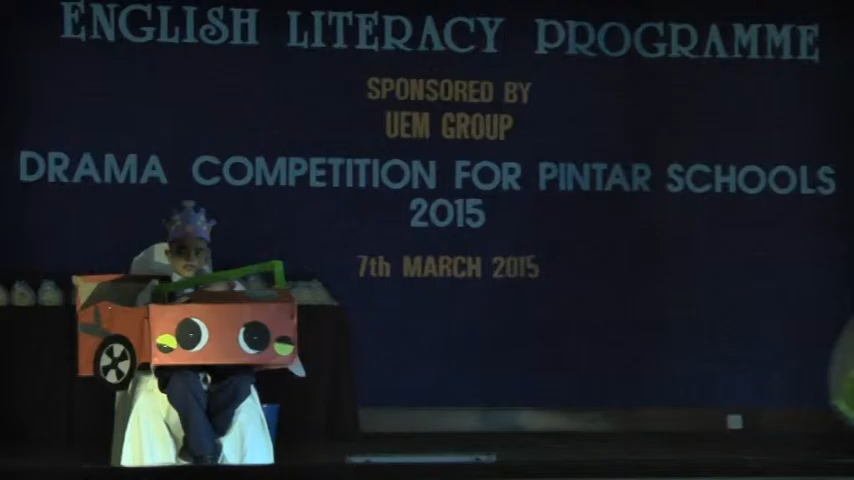 ENGLISH LITERACY PROGRAMME
SPONSORED BY
UEM GROUP
DRAMA COMPETITION FOR PINTAR SCHOOLS
2015
7th MARCH 2015